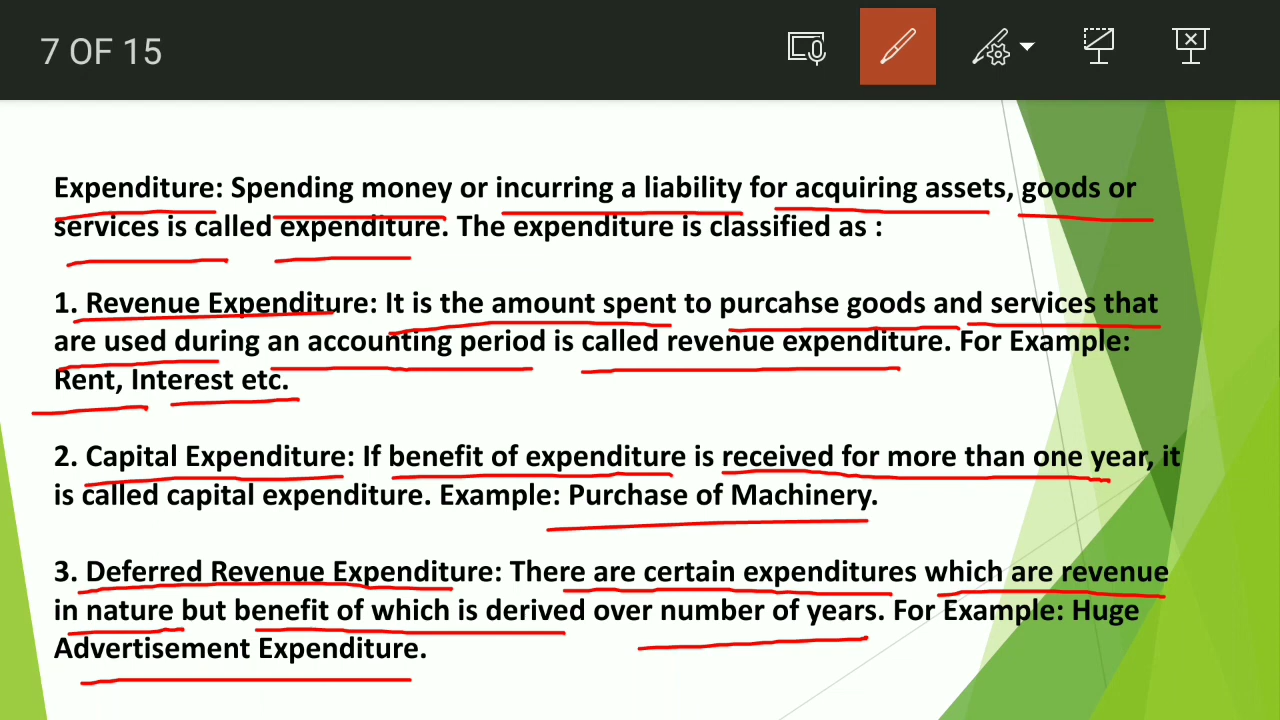 7 OF 15
Expenditure: Spending money or incurring a liability for acquiring assets, goods or
services is called expenditure. The expenditure is classified as :
1. Revenue Expenditure: It is the amount spent to purcahse goods and services that
are used during an accounting period is called revenue expenditure. For Example:
Rent, Interest etc.
2. Capital Expenditure: If benefit of expenditure is received for more than one year, it
is called capital expenditure. Example: Purchase of Machinery.
3. Deferred Revenue Expenditure: There are certain expenditures which are revenue
in nature but benefit of which is derived over number of years. For Example: Huge
Advertisement Expenditure.